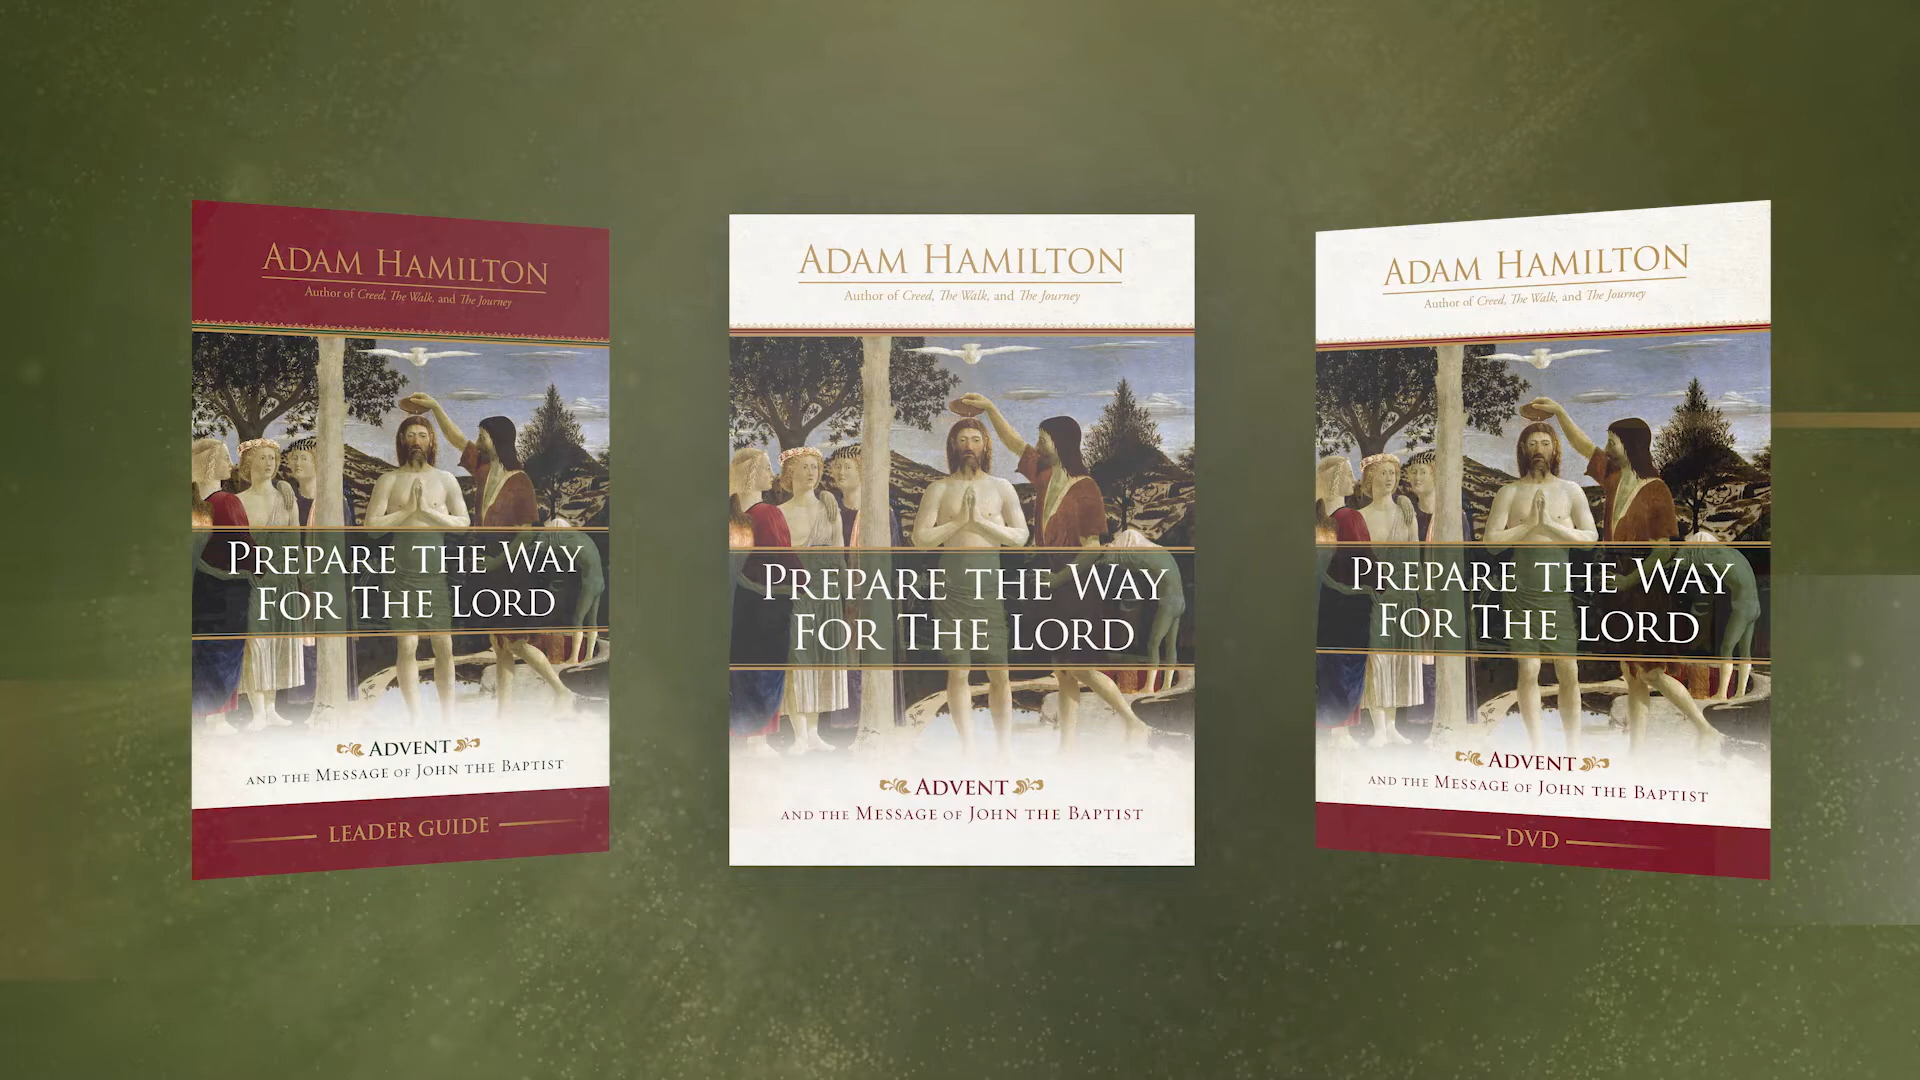 ADAM HAMILTON
Author of Creed, The Walk, and The Journey
PREPARE THE WAY
FOR THE LORD
ADVENT
AND THE MESSAGE OF JOHN THE BAPTIST
LEADER GUIDE
ADAM HAMILTON
Author of Creed, The Walk, and The Journey
PREPARE THE WAY
FOR THE LORD
ADVENT
AND THE MESSAGE OF JOHN THE BAPTIST
ADAM HAMILTON
Author of Creed, The Walk, and The Journey
PREPARE THE WAY
FOR THE LORD
ADVENT
AND THE MESSAGE OF JOHN THE BAPTIST
DVD